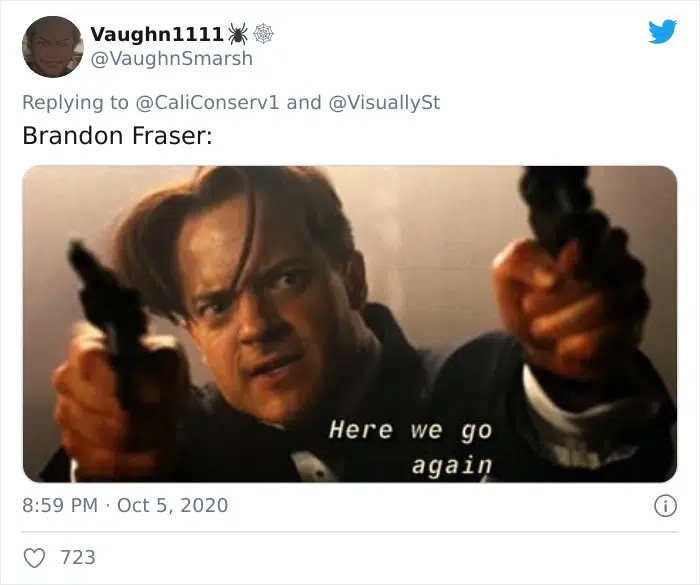 Vaughn1111🕷🕸
@VaughnSmarsh
Replying to @CaliConserv1 and @VisuallySt
Brandon Fraser:
Here we go
again
8:59 PM · Oct 5, 2020
723